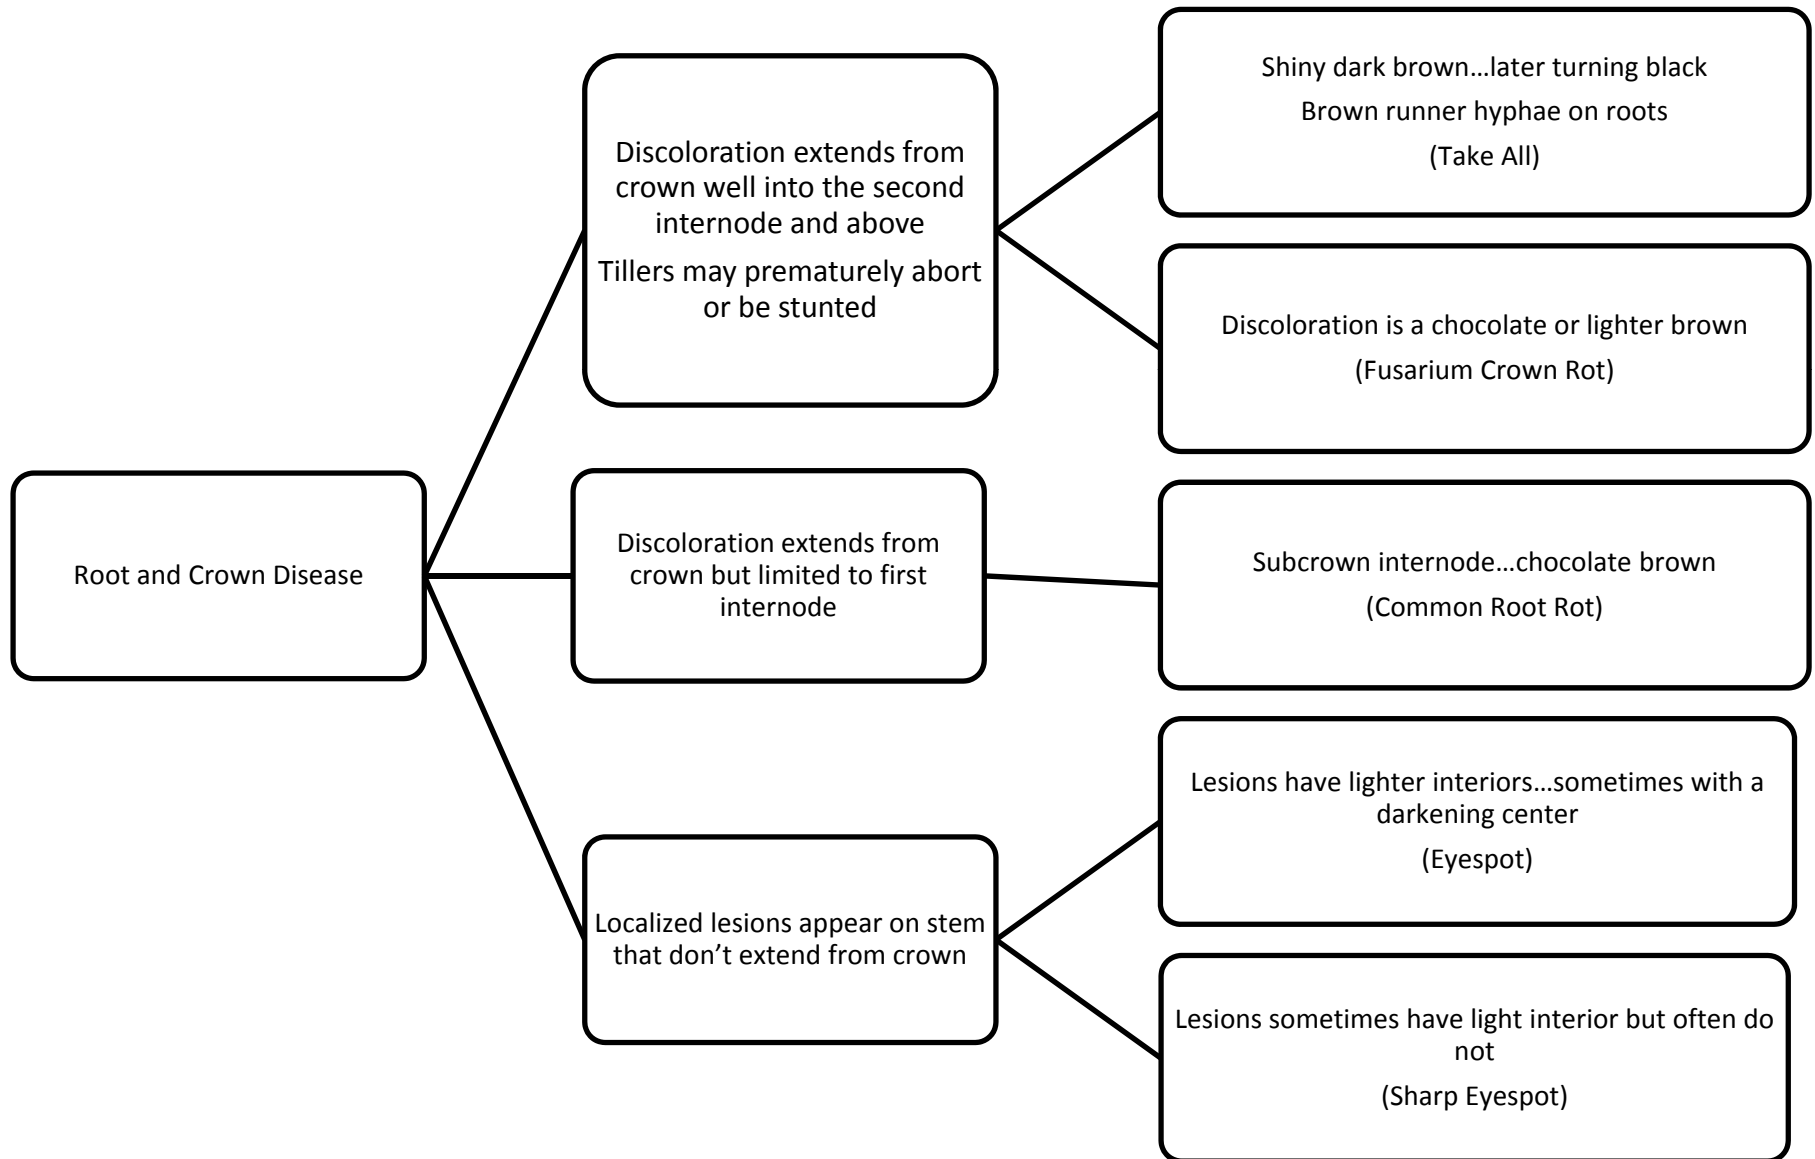 Root and Crown Disease
Discoloration extends from
crown well into the second
internode and above
Tillers may prematurely abort
or be stunted
Shiny dark brown...later turning black
Brown runner hyphae on roots
(Take All)
Discoloration is a chocolate or lighter brown
(Fusarium Crown Rot)
Discoloration extends from
crown but limited to first
internode
Subcrown internode...chocolate brown
(Common Root Rot)
Localized lesions appear on stem
that don’t extend from crown
Lesions have lighter interiors...sometimes with a
darkening center
(Eyespot)
Lesions sometimes have light interior but often do
not
(Sharp Eyespot)